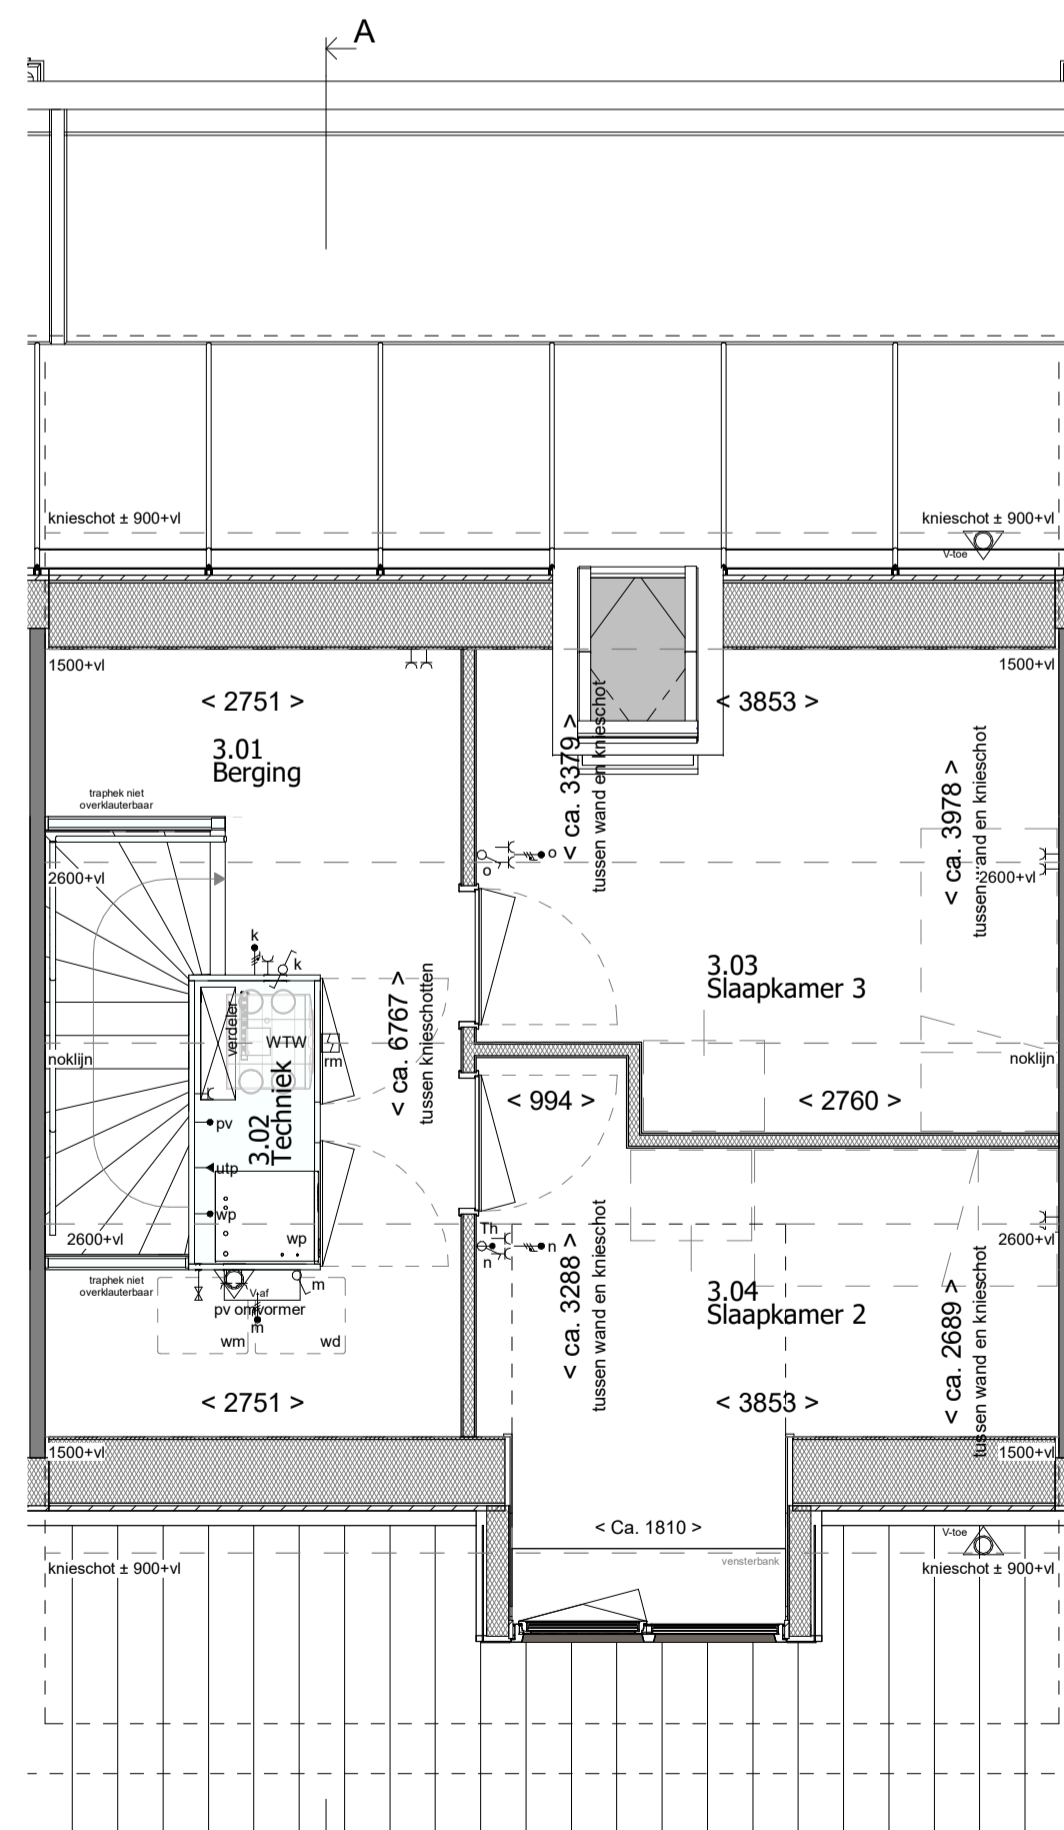 A
knieschot ± 900+vl
knieschot ± 900+vl
V-toe
1500+vl
1500+vl
< 2751 >
< 3853 >
3.01
Berging
< ca. 3379 >
tussen wand en knieschot
< ca. 3978 >
tussen wand en knieschot
traphek niet
overklauterbaar
o
o
2600+vl
2600+vl
k
k
3.03
Slaapkamer 3
verdeler
WTW
rm
< ca. 6767 >
tussen knieschotten
noklijn
noklijn
3.02
Techniek
< 994 >
< 2760 >
pv
utp
wp
wp
2600+vl
2600+vl
Th
n
n
traphek niet
overklauterbaar
m
V-af
pv omvormer
m
wm
wd
3.04
Slaapkamer 2
< ca. 3288 >
tussen wand en knieschot
< ca. 2689 >
tussen wand en knieschot
< 2751 >
< 3853 >
1500+vl
1500+vl
< Ca. 1810 >
V-toe
vensterbank
knieschot ± 900+vl
knieschot ± 900+vl